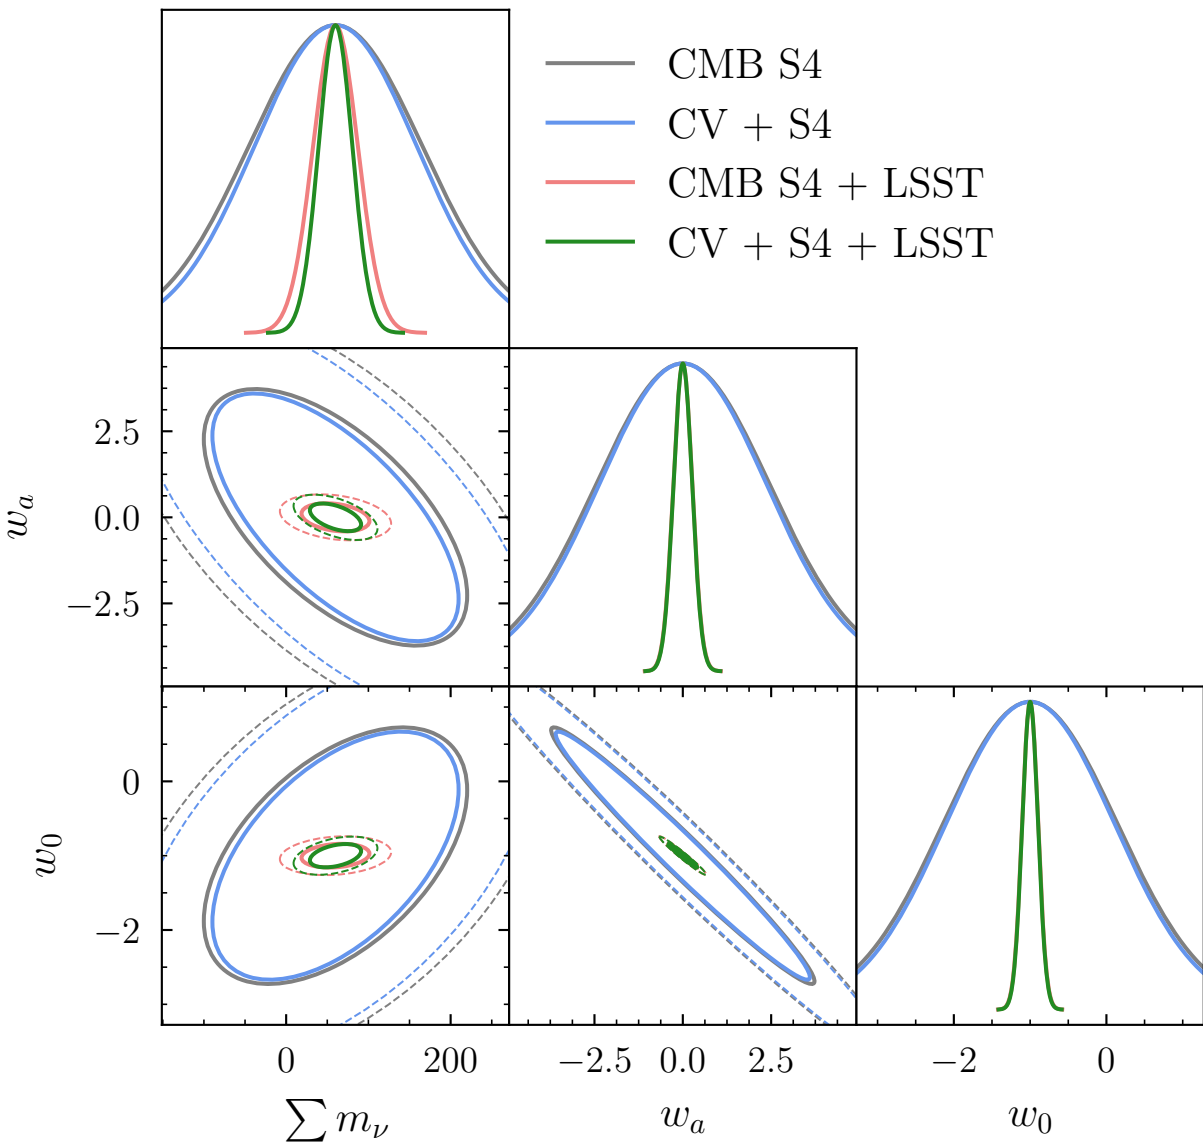 CMB S4
CV + S4
CMB S4 + LSST
CV + S4 + LSST
2.5
0.0
−2.5
w_a
0
−2
w_0
0 200
−2.5 0.0 2.5
−2 0
∑ m_ν
w_a
w_0